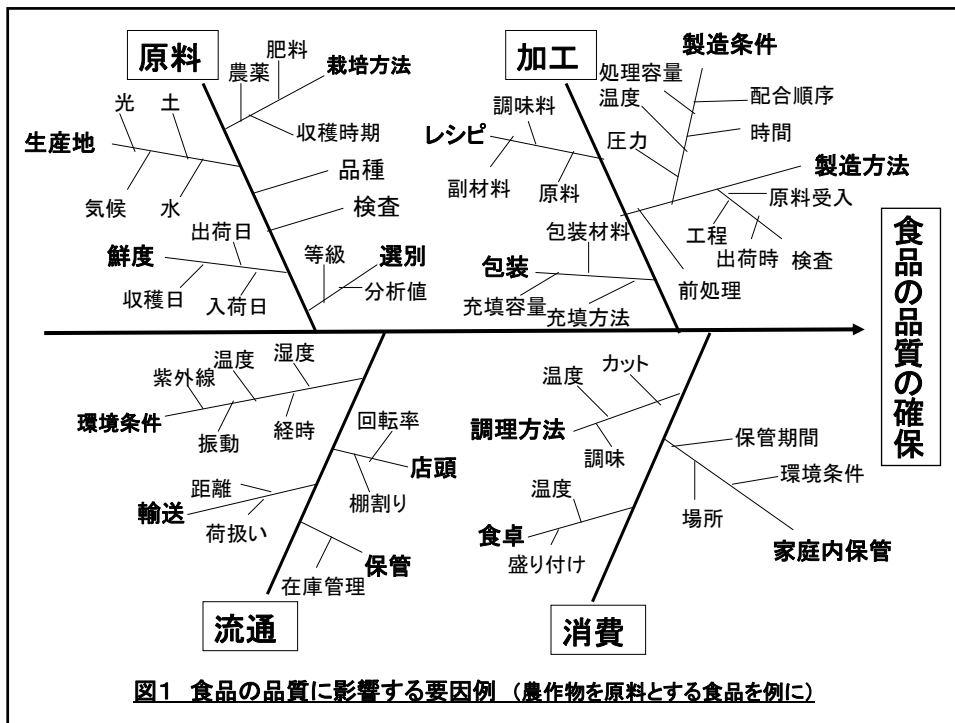 原料
肥料
農薬
栽培方法
光
土
収穫時期
生産地
品種
気候
水
検査
出荷日
鮮度
等級
選別
収穫日
入荷日
分析値
加工
製造条件
処理容量
温度
配合順序
調味料
レシピ
時間
圧力
製造方法
副材料
原料
原料受入
包装材料
工程
出荷時
検査
包装
前処理
充填容量
充填方法
食品の品質の確保
紫外線
温度
湿度
環境条件
振動
経時
回転率
店頭
距離
棚割り
輸送
荷扱い
保管
在庫管理
流通
温度
カット
調理方法
保管期間
調味
環境条件
温度
場所
食卓
盛り付け
家庭内保管
消費
図1 食品の品質に影響する要因例 (農作物を原料とする食品を例に)